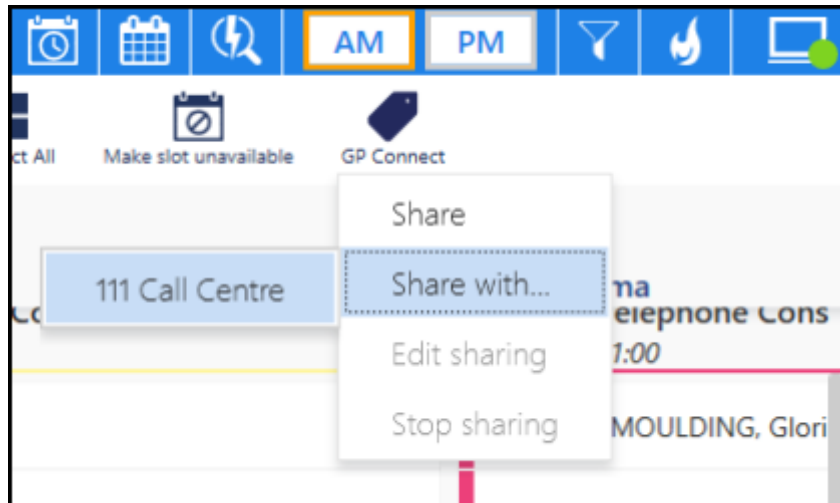 AM PM
ct All Make slot unavailable GP Connect
Share
111 Call Centre Share with...
ma
elephone Cons
Edit sharing 1:00
Stop sharing MOULDING, Glori